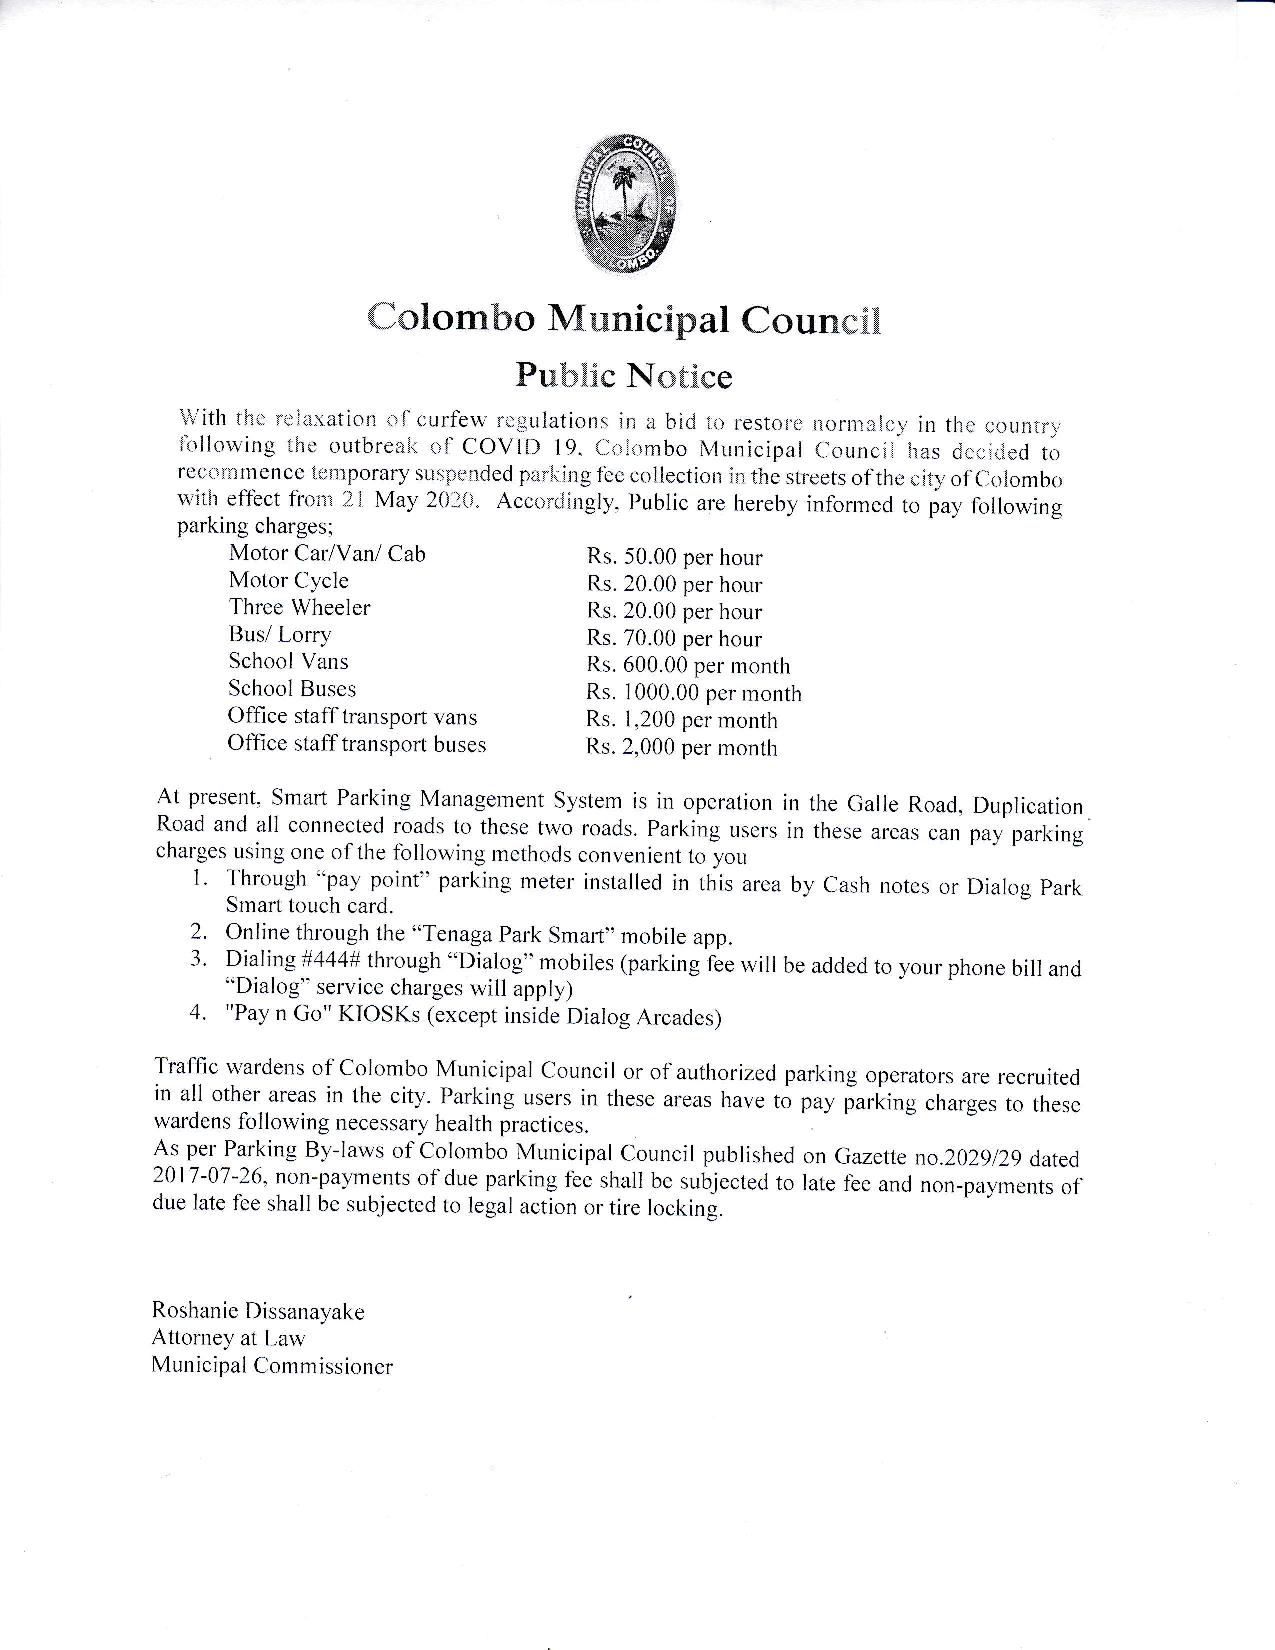 MUNICIPAL COUNCIL OF
COLOMBO.
Colombo Municipal Council
Public Notice
With the relaxation of curfew regulations in a bid to restore normalcy in the country
following the outbreak of COVID 19, Colombo Municipal Council has decided to
recommence temporary suspended parking fee collection in the streets of the city of Colombo
with effect from 21 May 2020. Accordingly, Public are hereby informed to pay following
parking charges;
Motor Car/Van/ Cab Rs. 50.00 per hour
Motor Cycle Rs. 20.00 per hour
Three Wheeler Rs. 20.00 per hour
Bus/ Lorry Rs. 70.00 per hour
School Vans Rs. 600.00 per month
School Buses Rs. 1000.00 per month
Office staff transport vans Rs. 1,200 per month
Office staff transport buses Rs. 2,000 per month
At present, Smart Parking Management System is in operation in the Galle Road, Duplication
Road and all connected roads to these two roads. Parking users in these areas can pay parking
charges using one of the following methods convenient to you
1. Through “pay point” parking meter installed in this area by Cash notes or Dialog Park
Smart touch card.
2. Online through the “Tenaga Park Smart” mobile app.
3. Dialing #444# through “Dialog” mobiles (parking fee will be added to your phone bill and
“Dialog” service charges will apply)
4. "Pay n Go" KIOSKs (except inside Dialog Arcades)
Traffic wardens of Colombo Municipal Council or of authorized parking operators are recruited
in all other areas in the city. Parking users in these areas have to pay parking charges to these
wardens following necessary health practices.
As per Parking By-laws of Colombo Municipal Council published on Gazette no.2029/29 dated
2017-07-26, non-payments of due parking fee shall be subjected to late fee and non-payments of
due late fee shall be subjected to legal action or tire locking.
Roshanie Dissanayake
Attorney at Law
Municipal Commissioner